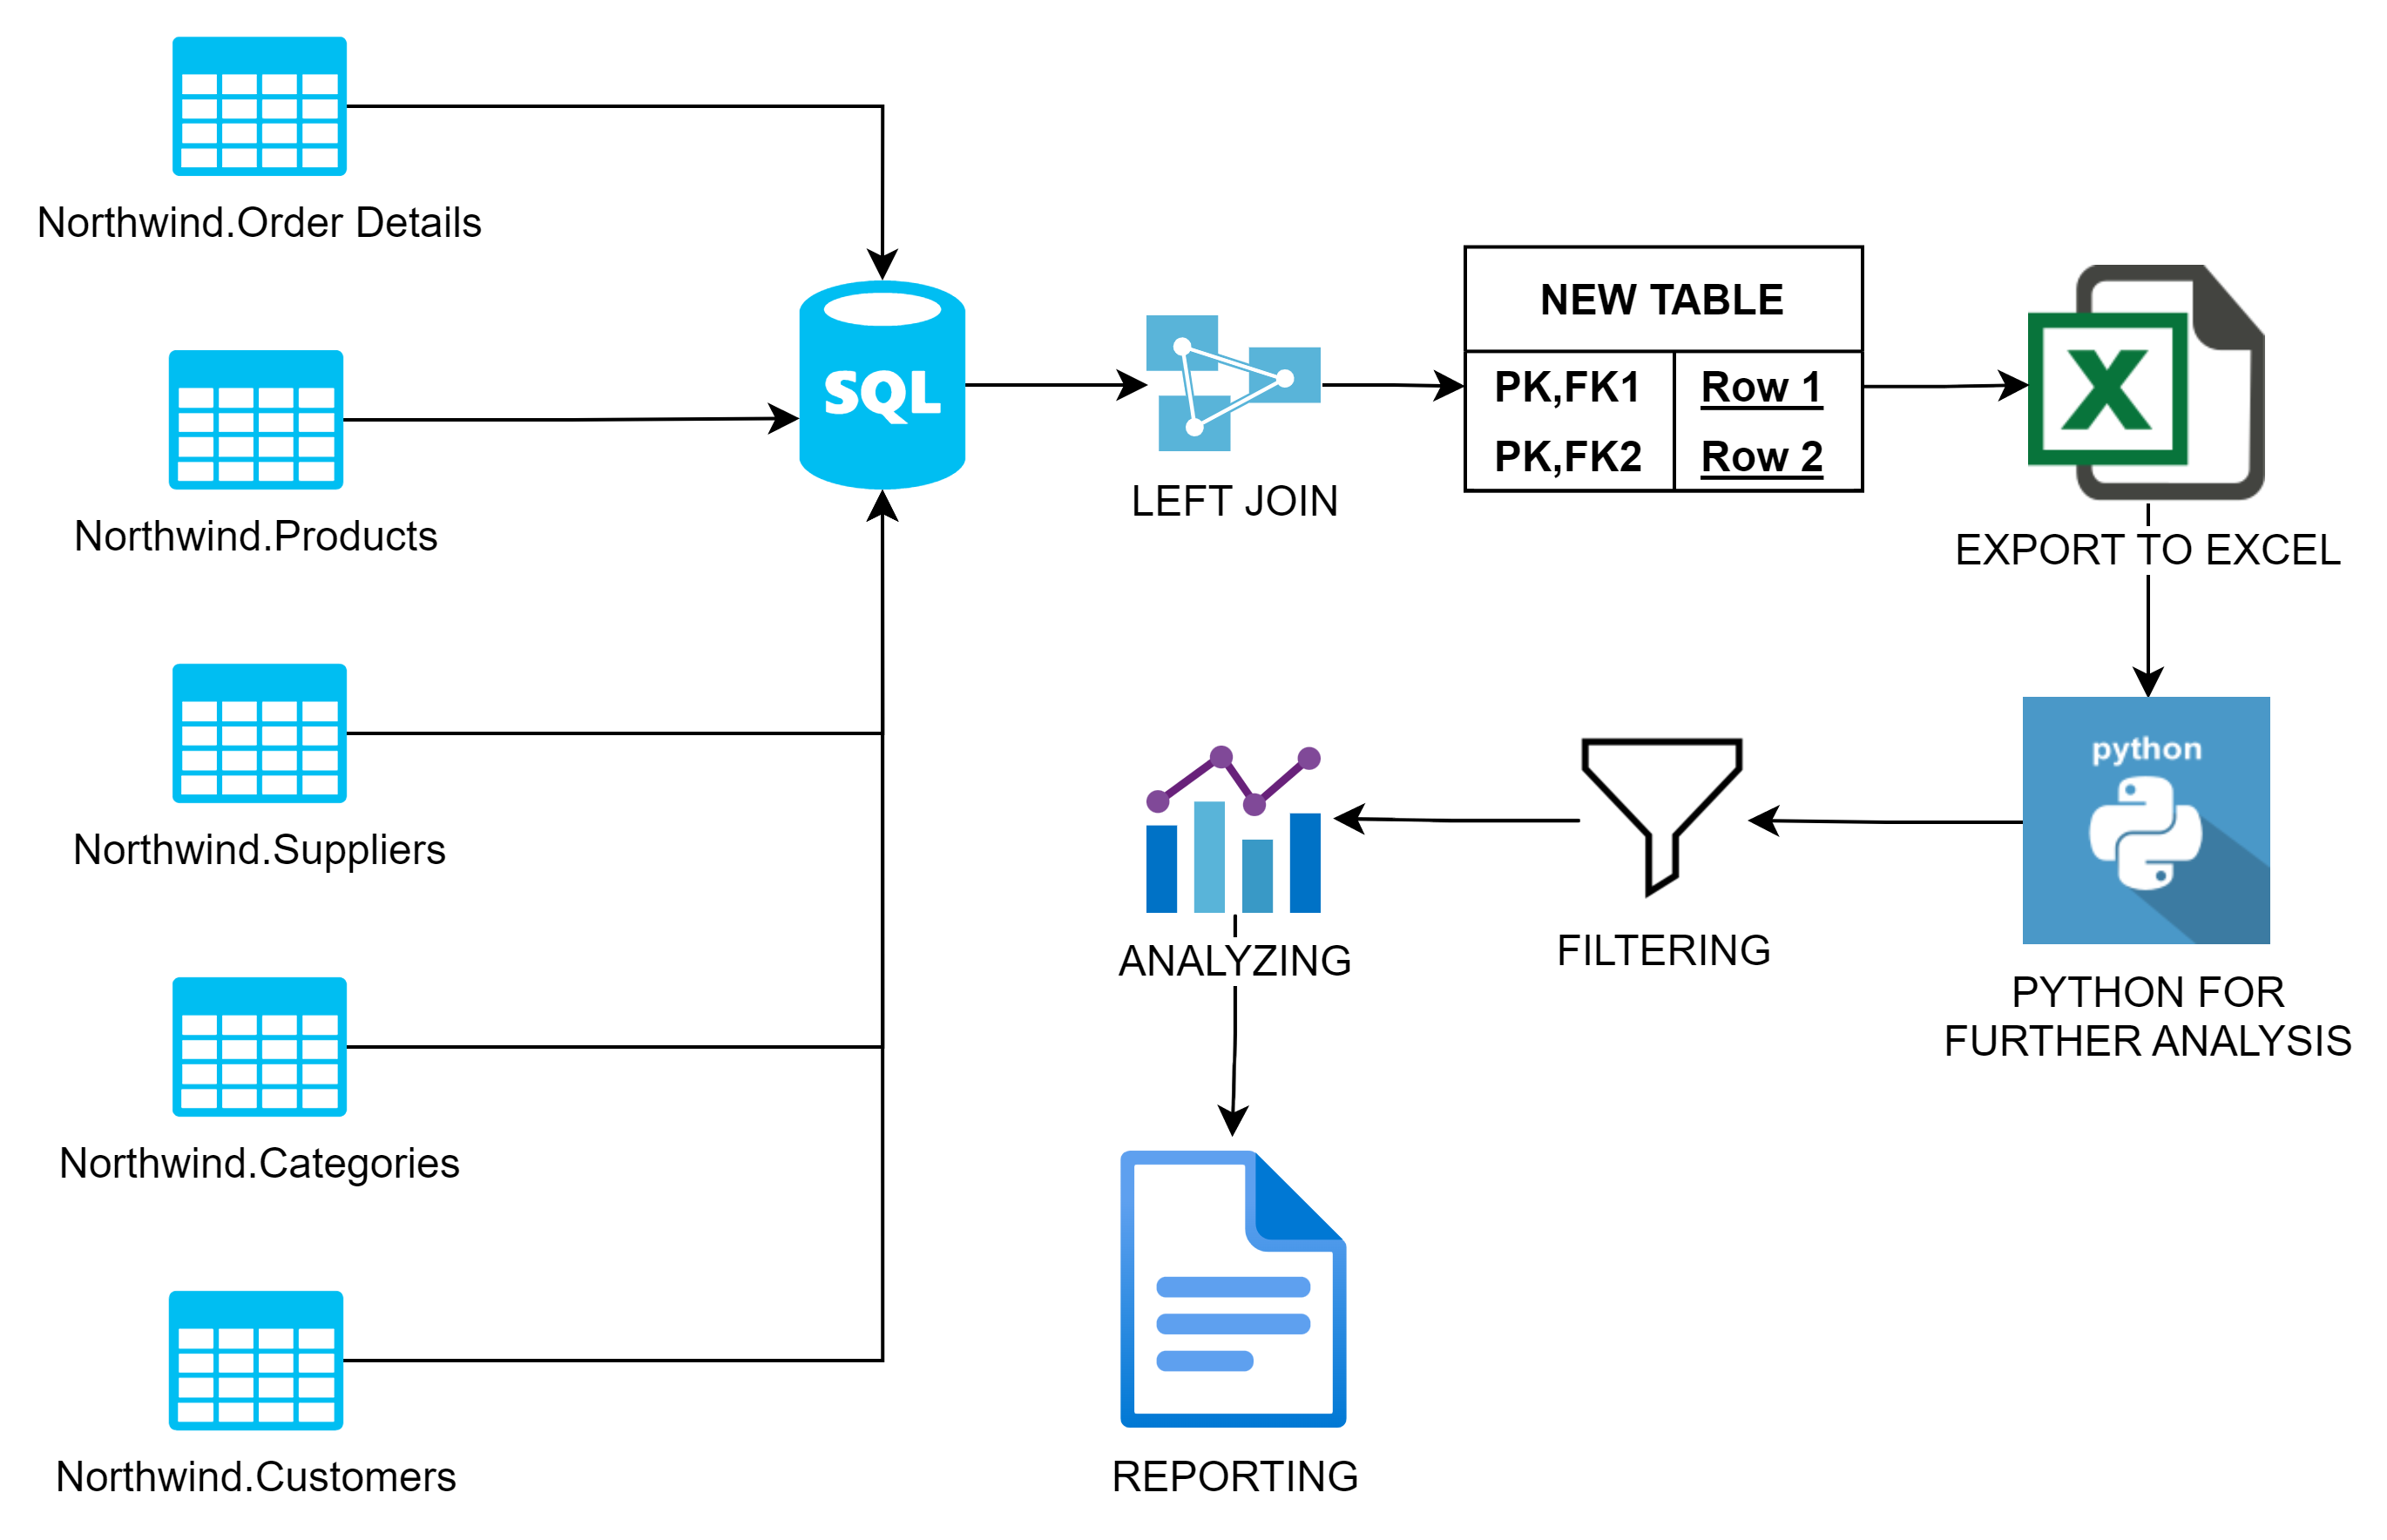 Northwind.Order Details
Northwind.Products
Northwind.Suppliers
Northwind.Categories
Northwind.Customers
SQL
LEFT JOIN
NEW TABLE
PK,FK1 Row 1
PK,FK2 Row 2
X
EXPORT TO EXCEL
python
PYTHON FOR
FURTHER ANALYSIS
FILTERING
ANALYZING
REPORTING